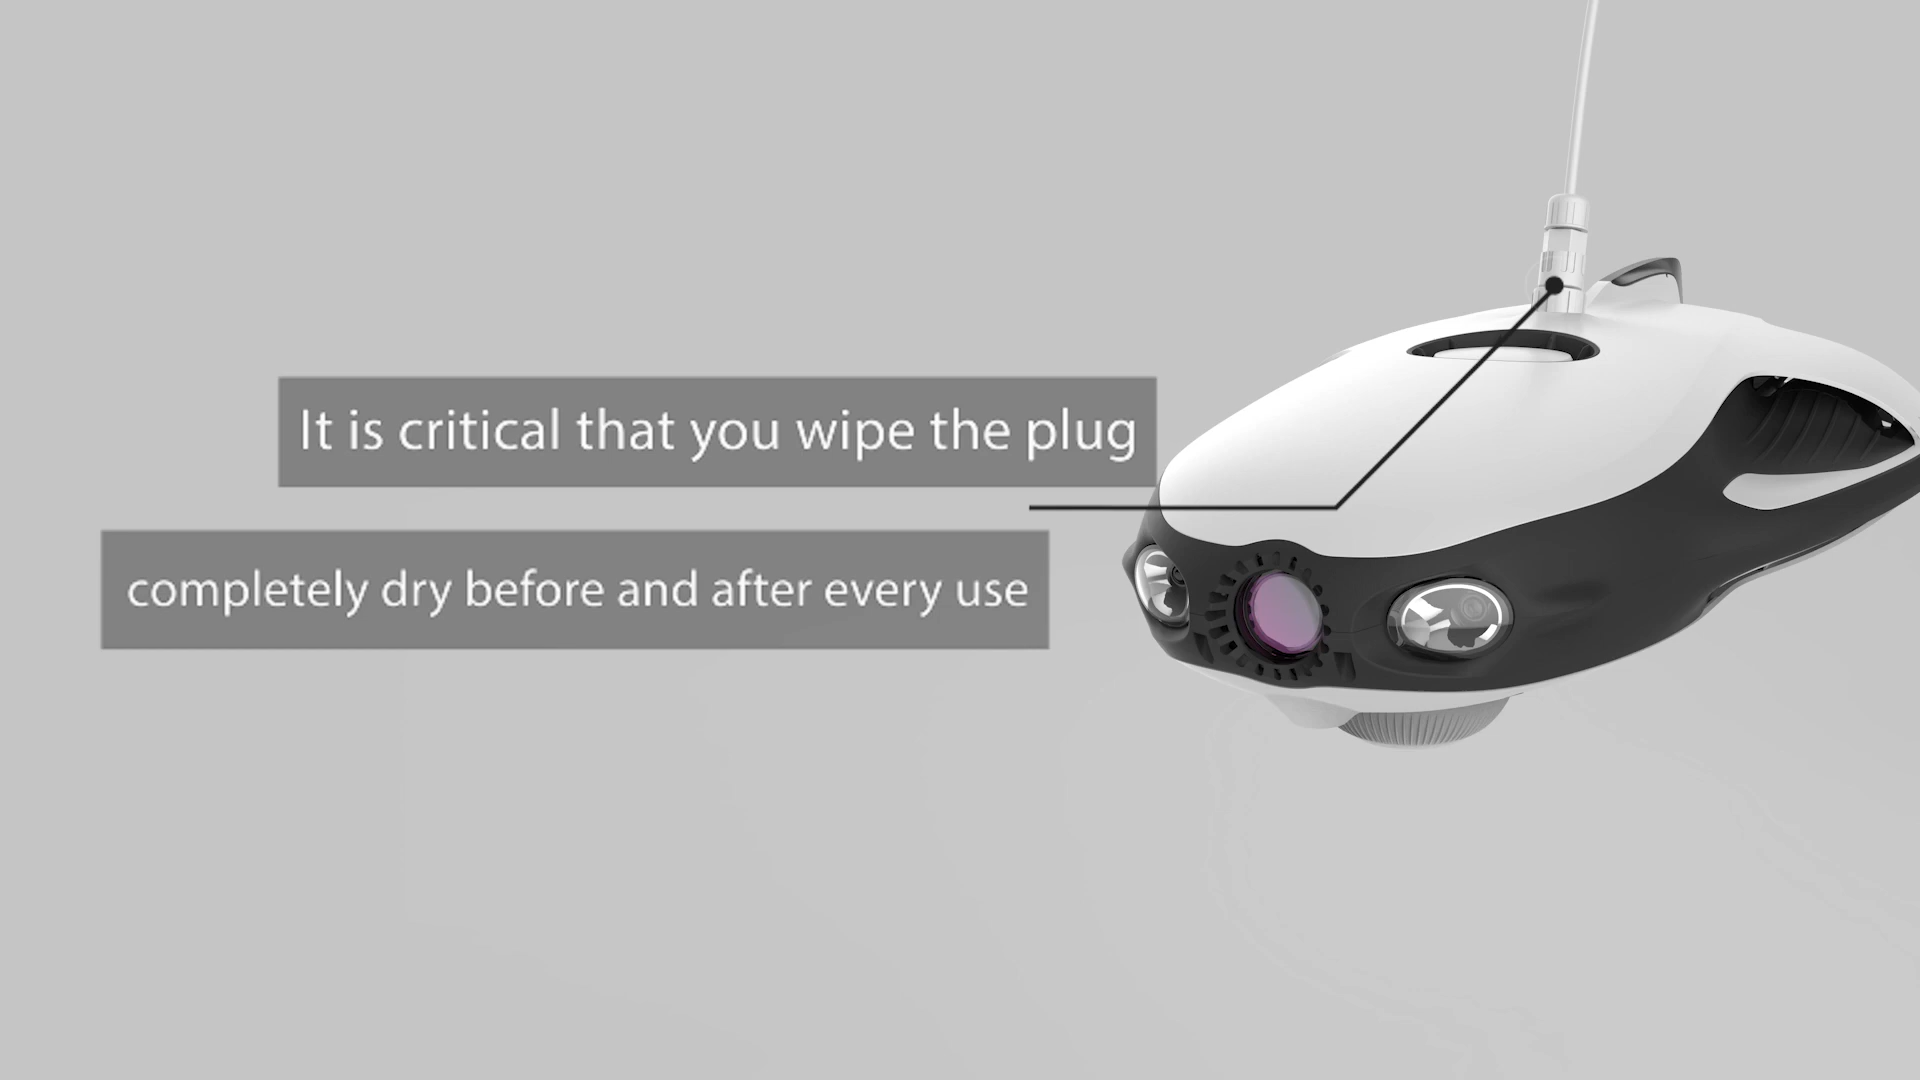 It is critical that you wipe the plug
completely dry before and after every use